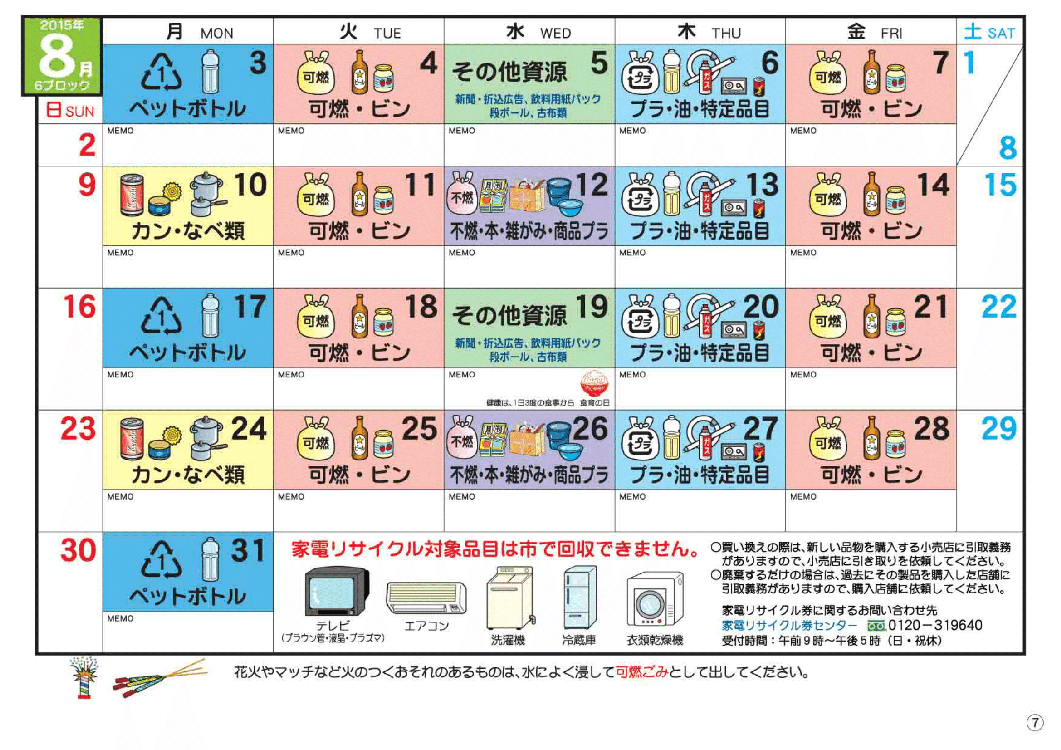 2015年
8月
6ブロック
月 MON
火 TUE
水 WED
木 THU
金 FRI
土 SAT
日 SUN
3
ペットボトル
MEMO
可燃
4
可燃・ビン
MEMO
その他資源 5
新聞・折込広告、飲料用紙パック
段ボール、古布類
MEMO
プラ
ガス
6
プラ・油・特定品目
MEMO
可燃
7
可燃・ビン
MEMO
1
8
2
9
10
カン・なべ類
MEMO
可燃
11
可燃・ビン
MEMO
不燃
月刊
12
不燃・本・雑がみ・商品プラ
MEMO
プラ
ガス
13
プラ・油・特定品目
MEMO
可燃
14
可燃・ビン
MEMO
15
16
17
ペットボトル
MEMO
可燃
18
可燃・ビン
MEMO
その他資源 19
新聞・折込広告、飲料用紙パック
段ボール、古布類
MEMO
健康は、1日3度の食事から 食育の日
プラ
ガス
20
プラ・油・特定品目
MEMO
可燃
21
可燃・ビン
MEMO
22
23
24
カン・なべ類
MEMO
可燃
25
可燃・ビン
MEMO
不燃
月刊
26
不燃・本・雑がみ・商品プラ
MEMO
プラ
ガス
27
プラ・油・特定品目
MEMO
可燃
28
可燃・ビン
MEMO
29
30
1
31
ペットボトル
MEMO
家電リサイクル対象品目は市で回収できません。
テレビ
(ブラウン管・液晶・プラズマ)
エアコン
洗濯機
冷蔵庫
衣類乾燥機
○買い換えの際は、新しい品物を購入する小売店に引取義務
がありますので、小売店に引き取りを依頼してください。
○廃棄するだけの場合は、過去にその製品を購入した店舗に
引取義務がありますので、購入店舗に依頼してください。
家電リサイクル券に関するお問い合わせ先
家電リサイクル券センター 0120-319640
受付時間：午前9時〜午後5時（日・祝休）
花火やマッチなど火のつくおそれのあるものは、水によく浸して可燃ごみとして出してください。
⑦